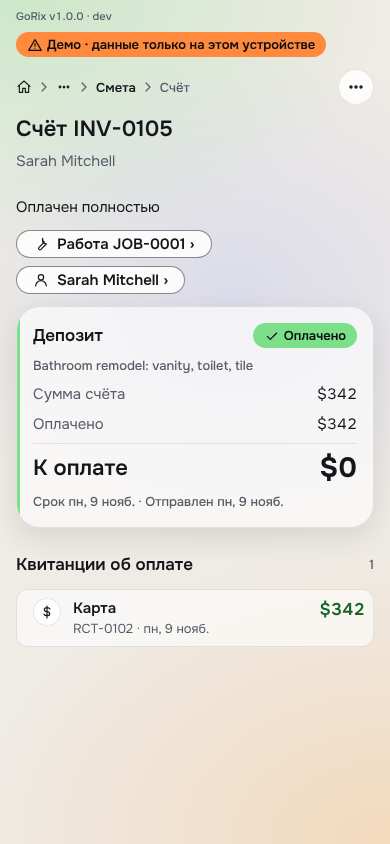 GoRix v1.0.0 · dev
Демо · данные только на этом устройстве
Смета Счёт
Счёт INV-0105
Sarah Mitchell
Оплачен полностью
Работа JOB-0001 ›
Sarah Mitchell ›
Депозит Оплачено
Bathroom remodel: vanity, toilet, tile
Сумма счёта $342
Оплачено $342
К оплате $0
Срок пн, 9 нояб. · Отправлен пн, 9 нояб.
Квитанции об оплате 1
$ Карта $342
RCT-0102 · пн, 9 нояб.